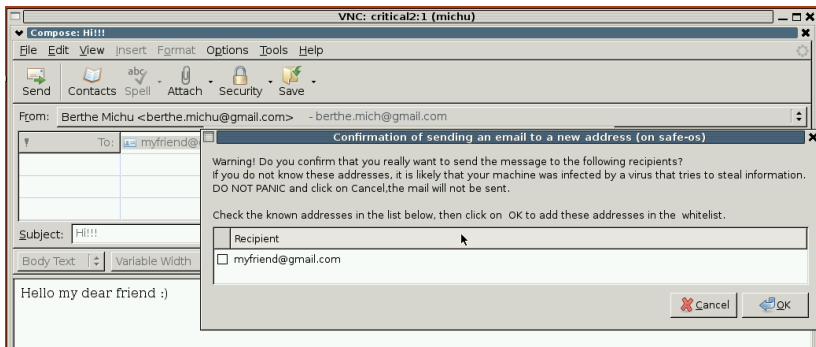 VNC: critical2:1 (michu)
Compose: Hi!!!
File Edit View Insert Format Options Tools Help
Send Contacts Spell Attach Security Save
From: Berthe Michu <berthe.michu@gmail.com> - berthe.mich@gmail.com
To: myfriend@
Confirmation of sending an email to a new address (on safe-os)
Warning! Do you confirm that you really want to send the message to the following recipients?
If you do not know these addresses, it is likely that your machine was infected by a virus that tries to steal information.
DO NOT PANIC and click on Cancel,the mail will not be sent.
Check the known addresses in the list below, then click on OK to add these addresses in the whitelist.
Subject: Hi!!!
Recipient
Body Text Variable Width
myfriend@gmail.com
Hello my dear friend :)
Cancel OK